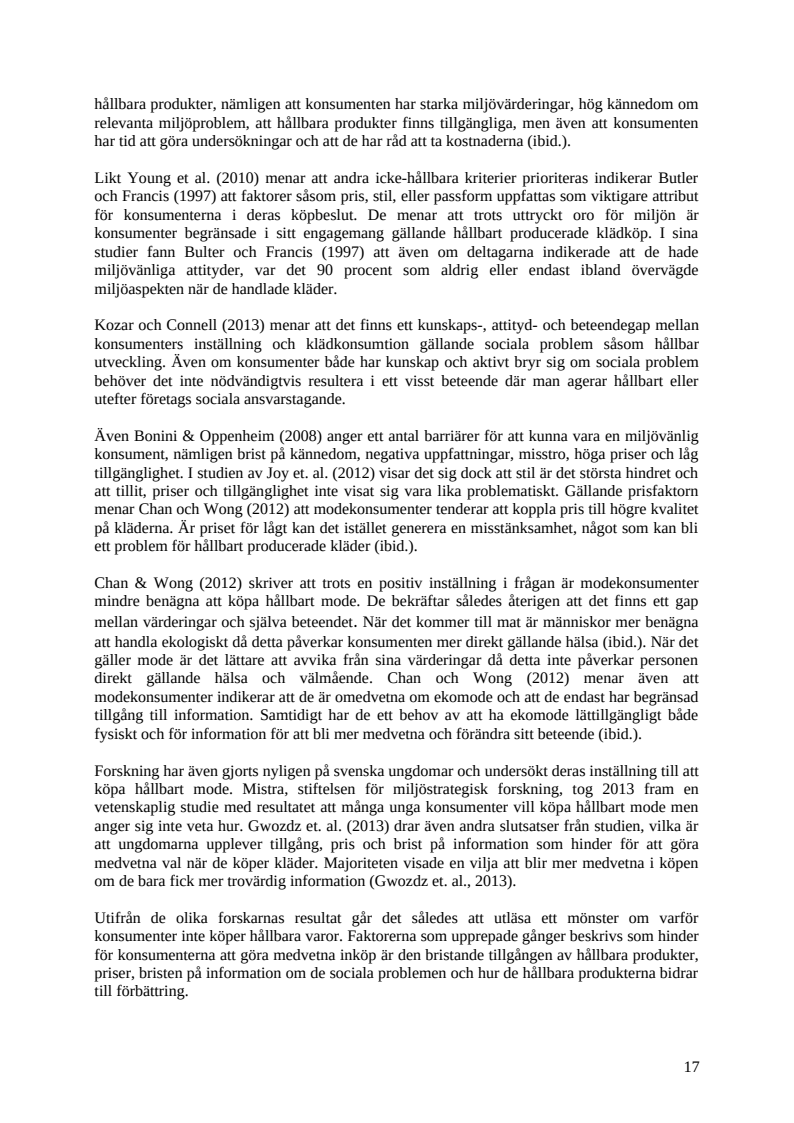 hållbara produkter, nämligen att konsumenten har starka miljövärderingar, hög kännedom om
relevanta miljöproblem, att hållbara produkter finns tillgängliga, men även att konsumenten
har tid att göra undersökningar och att de har råd att ta kostnaderna (ibid.).
Likt Young et al. (2010) menar att andra icke-hållbara kriterier prioriteras indikerar Butler
och Francis (1997) att faktorer såsom pris, stil, eller passform uppfattas som viktigare attribut
för konsumenterna i deras köpbeslut. De menar att trots uttryckt oro för miljön är
konsumenter begränsade i sitt engagemang gällande hållbart producerade klädköp. I sina
studier fann Bulter och Francis (1997) att även om deltagarna indikerade att de hade
miljövänliga attityder, var det 90 procent som aldrig eller endast ibland övervägde
miljöaspekten när de handlade kläder.
Kozar och Connell (2013) menar att det finns ett kunskaps-, attityd- och beteendegap mellan
konsumenters inställning och klädkonsumtion gällande sociala problem såsom hållbar
utveckling. Även om konsumenter både har kunskap och aktivt bryr sig om sociala problem
behöver det inte nödvändigtvis resultera i ett visst beteende där man agerar hållbart eller
utefter företags sociala ansvarstagande.
Även Bonini & Oppenheim (2008) anger ett antal barriärer för att kunna vara en miljövänlig
konsument, nämligen brist på kännedom, negativa uppfattningar, misstro, höga priser och låg
tillgänglighet. I studien av Joy et. al. (2012) visar det sig dock att stil är det största hindret och
att tillit, priser och tillgänglighet inte visat sig vara lika problematiskt. Gällande prisfaktorn
menar Chan och Wong (2012) att modekonsumenter tenderar att koppla pris till högre kvalitet
på kläderna. Är priset för lågt kan det istället generera en misstänksamhet, något som kan bli
ett problem för hållbart producerade kläder (ibid.).
Chan & Wong (2012) skriver att trots en positiv inställning i frågan är modekonsumenter
mindre benägna att köpa hållbart mode. De bekräftar således återigen att det finns ett gap
mellan värderingar och själva beteendet. När det kommer till mat är människor mer benägna
att handla ekologiskt då detta påverkar konsumenten mer direkt gällande hälsa (ibid.). När det
gäller mode är det lättare att avvika från sina värderingar då detta inte påverkar personen
direkt gällande hälsa och välmående. Chan och Wong (2012) menar även att
modekonsumenter indikerar att de är omedvetna om ekomode och att de endast har begränsad
tillgång till information. Samtidigt har de ett behov av att ha ekomode lättillgängligt både
fysiskt och för information för att bli mer medvetna och förändra sitt beteende (ibid.).
Forskning har även gjorts nyligen på svenska ungdomar och undersökt deras inställning till att
köpa hållbart mode. Mistra, stiftelsen för miljöstrategisk forskning, tog 2013 fram en
vetenskaplig studie med resultatet att många unga konsumenter vill köpa hållbart mode men
anger sig inte veta hur. Gwozdz et. al. (2013) drar även andra slutsatser från studien, vilka är
att ungdomarna upplever tillgång, pris och brist på information som hinder för att göra
medvetna val när de köper kläder. Majoriteten visade en vilja att blir mer medvetna i köpen
om de bara fick mer trovärdig information (Gwozdz et. al., 2013).
Utifrån de olika forskarnas resultat går det således att utläsa ett mönster om varför
konsumenter inte köper hållbara varor. Faktorerna som upprepade gånger beskrivs som hinder
för konsumenterna att göra medvetna inköp är den bristande tillgången av hållbara produkter,
priser, bristen på information om de sociala problemen och hur de hållbara produkterna bidrar
till förbättring.
17